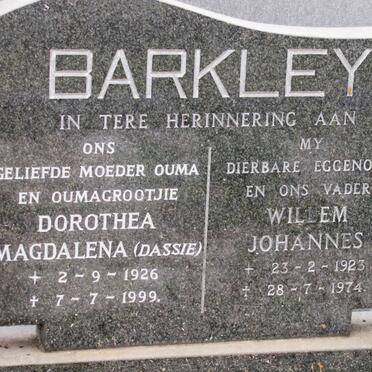 BARKLEY
IN TERE HERINNERING AAN
ONS
GELIEFDE MOEDER OUMA
EN OUMAGROOTJIE
DOROTHEA
MAGDALENA (DASSIE)
+ 2-9-1926
+ 7-7-1999.
MY
DIERBARE EGGENO
EN ONS VADER
WILLEM
JOHANNES
+ 23-2-1923
+ 28-7-1974.